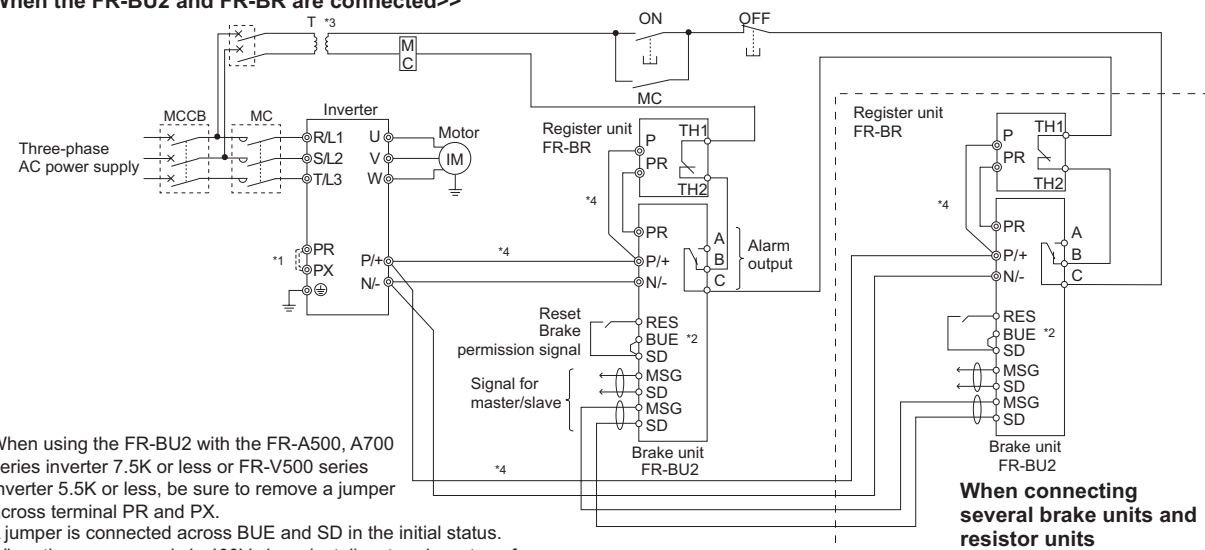 When the FR-BU2 and FR-BR are connected>>
T *3
M
C
ON
OFF
MC
MCCB
MC
Inverter
Three-phase
AC power supply
R/L1
S/L2
T/L3
U
V
W
Motor
IM
*1
PR
PX
P/+
N/-
*4
*4
*4
Register unit
FR-BR
P
PR
TH1
TH2
PR
P/+
N/-
A
B
C
Alarm
output
Reset
Brake
permission signal
RES
BUE *2
SD
Signal for
master/slave
MSG
SD
MSG
SD
Brake unit
FR-BU2
Register unit
FR-BR
P
PR
TH1
TH2
*4
PR
P/+
N/-
A
B
C
RES
BUE *2
SD
MSG
SD
MSG
SD
Brake unit
FR-BU2
When connecting
several brake units and
resistor units
When using the FR-BU2 with the FR-A500, A700
series inverter 7.5K or less or FR-V500 series
inverter 5.5K or less, be sure to remove a jumper
across terminal PR and PX.
jumper is connected across BUE and SD in the initial status.